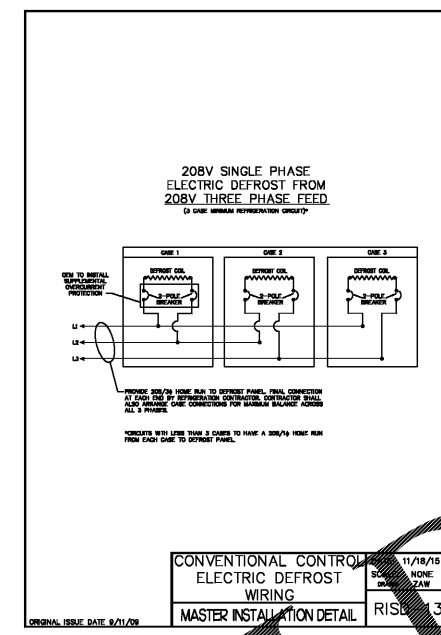 208V SINGLE PHASE
ELECTRIC DEFROST FROM
208V THREE PHASE FEED
(3 CASE MINIMUM REFRIGERATION CIRCUIT)*
CASE 1
CASE 2
CASE 3
OEM TO INSTALL
SUPPLEMENTAL
OVERCURRENT
PROTECTION
DEFROST COIL
DEFROST COIL
DEFROST COIL
2-POLE
BREAKER
2-POLE
BREAKER
2-POLE
BREAKER
L1
L2
L3
PROVIDE 208/3ϕ HOME RUN TO DEFROST PANEL. FINAL CONNECTION
AT EACH END BY REFRIGERATION CONTRACTOR. CONTRACTOR SHALL
ALSO ARRANGE CASE CONNECTIONS FOR MAXIMUM BALANCE ACROSS
ALL 3 PHASES.
*CIRCUITS WITH LESS THAN 3 CASES TO HAVE A 208/1ϕ HOME RUN
FROM EACH CASE TO DEFROST PANEL.
CONVENTIONAL CONTROL
ELECTRIC DEFROST
WIRING
11/18/15
NONE
ZAW
MASTER INSTALLATION DETAIL
13
ORIGINAL ISSUE DATE 9/11/09